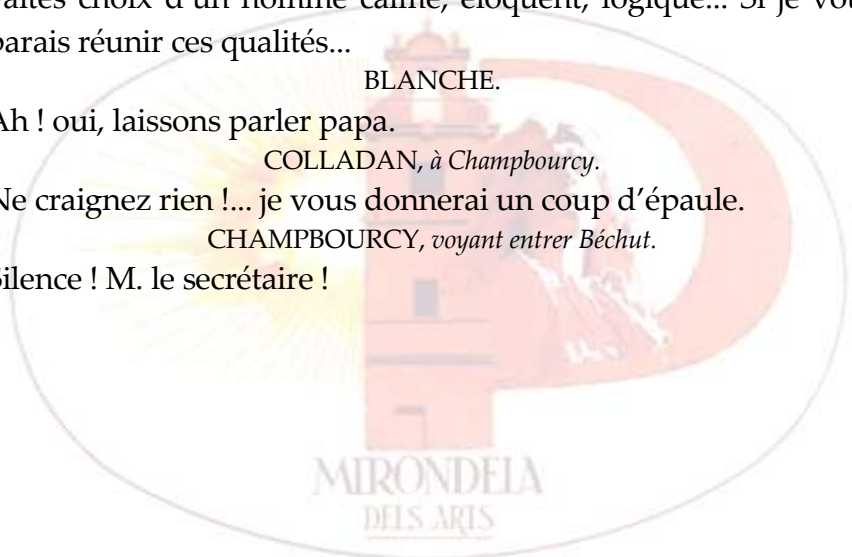 Faites choix d'un homme calme, éloquent, logique... Si je vou
parais réunir ces qualités...
BLANCHE.
Ah ! oui, laissons parler papa.
COLLADAN, à Champbourcy.
Ne craignez rien !... je vous donnerai un coup d’épaule.
CHAMPBOURCY, voyant entrer Béchut.
Silence ! M. le secrétaire !
MIRONDELA
DELS ARTS